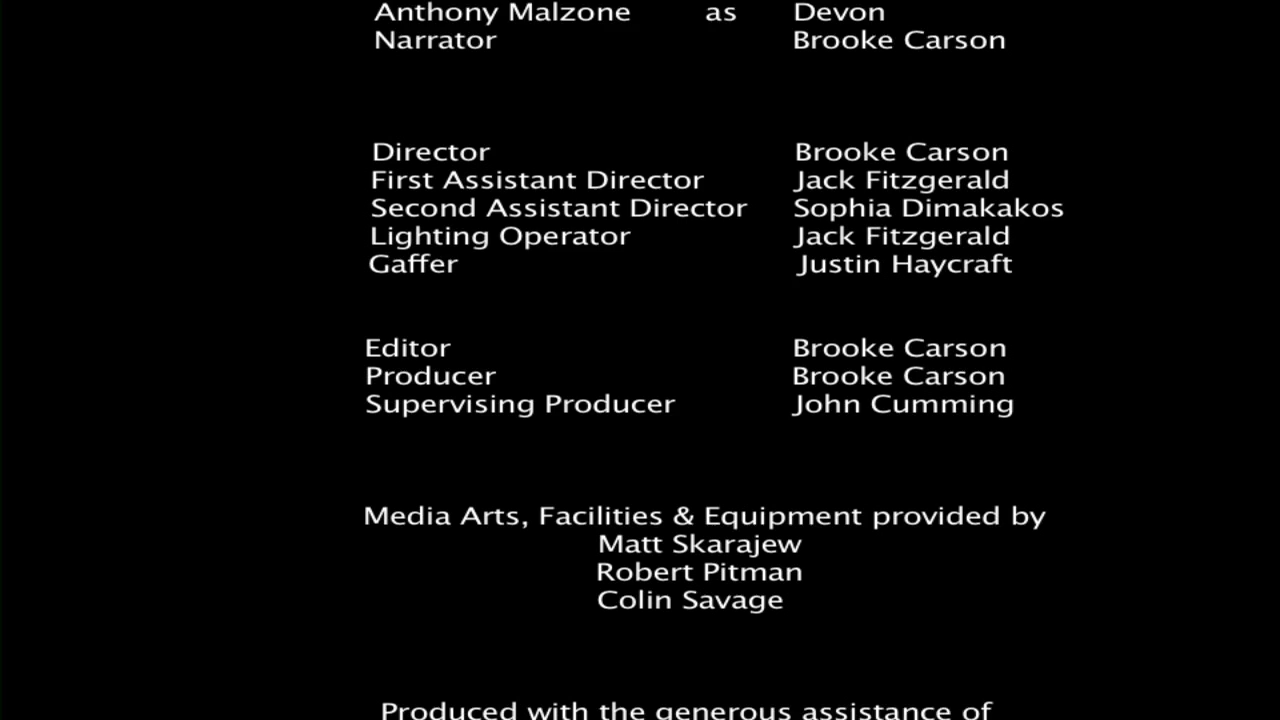 Anthony Malzone as Devon
Narrator Brooke Carson
Director Brooke Carson
First Assistant Director Jack Fitzgerald
Second Assistant Director Sophia Dimakakos
Lighting Operator Jack Fitzgerald
Gaffer Justin Haycraft
Editor Brooke Carson
Producer Brooke Carson
Supervising Producer John Cumming
Media Arts, Facilities & Equipment provided by
Matt Skarajew
Robert Pitman
Colin Savage
Produced with the generous assistance of